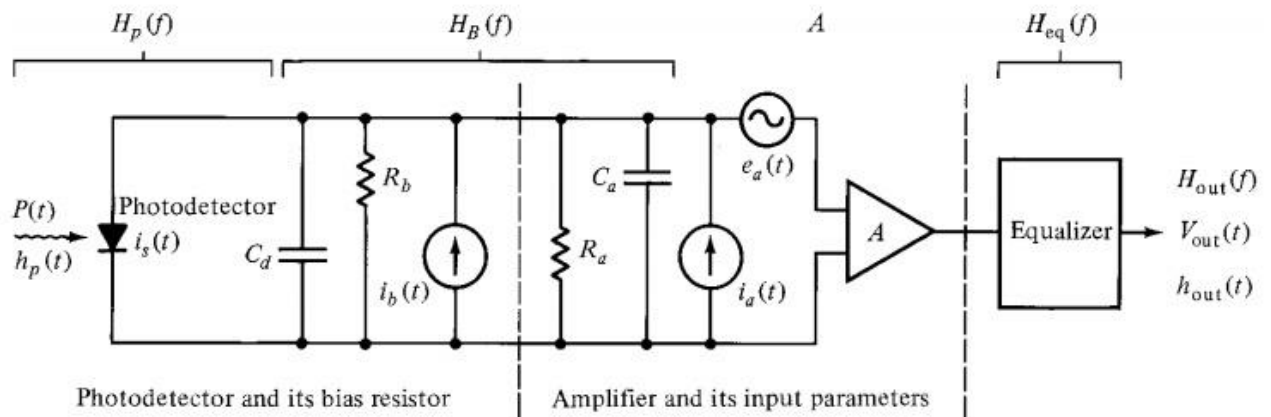 H_p(f)
H_B(f)
A
H_eq(f)
P(t)
h_p(t)
Photodetector
i_s(t)
C_d
R_b
i_b(t)
R_a
C_a
i_a(t)
e_a(t)
A
Equalizer
H_out(f)
V_out(t)
h_out(t)
Photodetector and its bias resistor
Amplifier and its input parameters